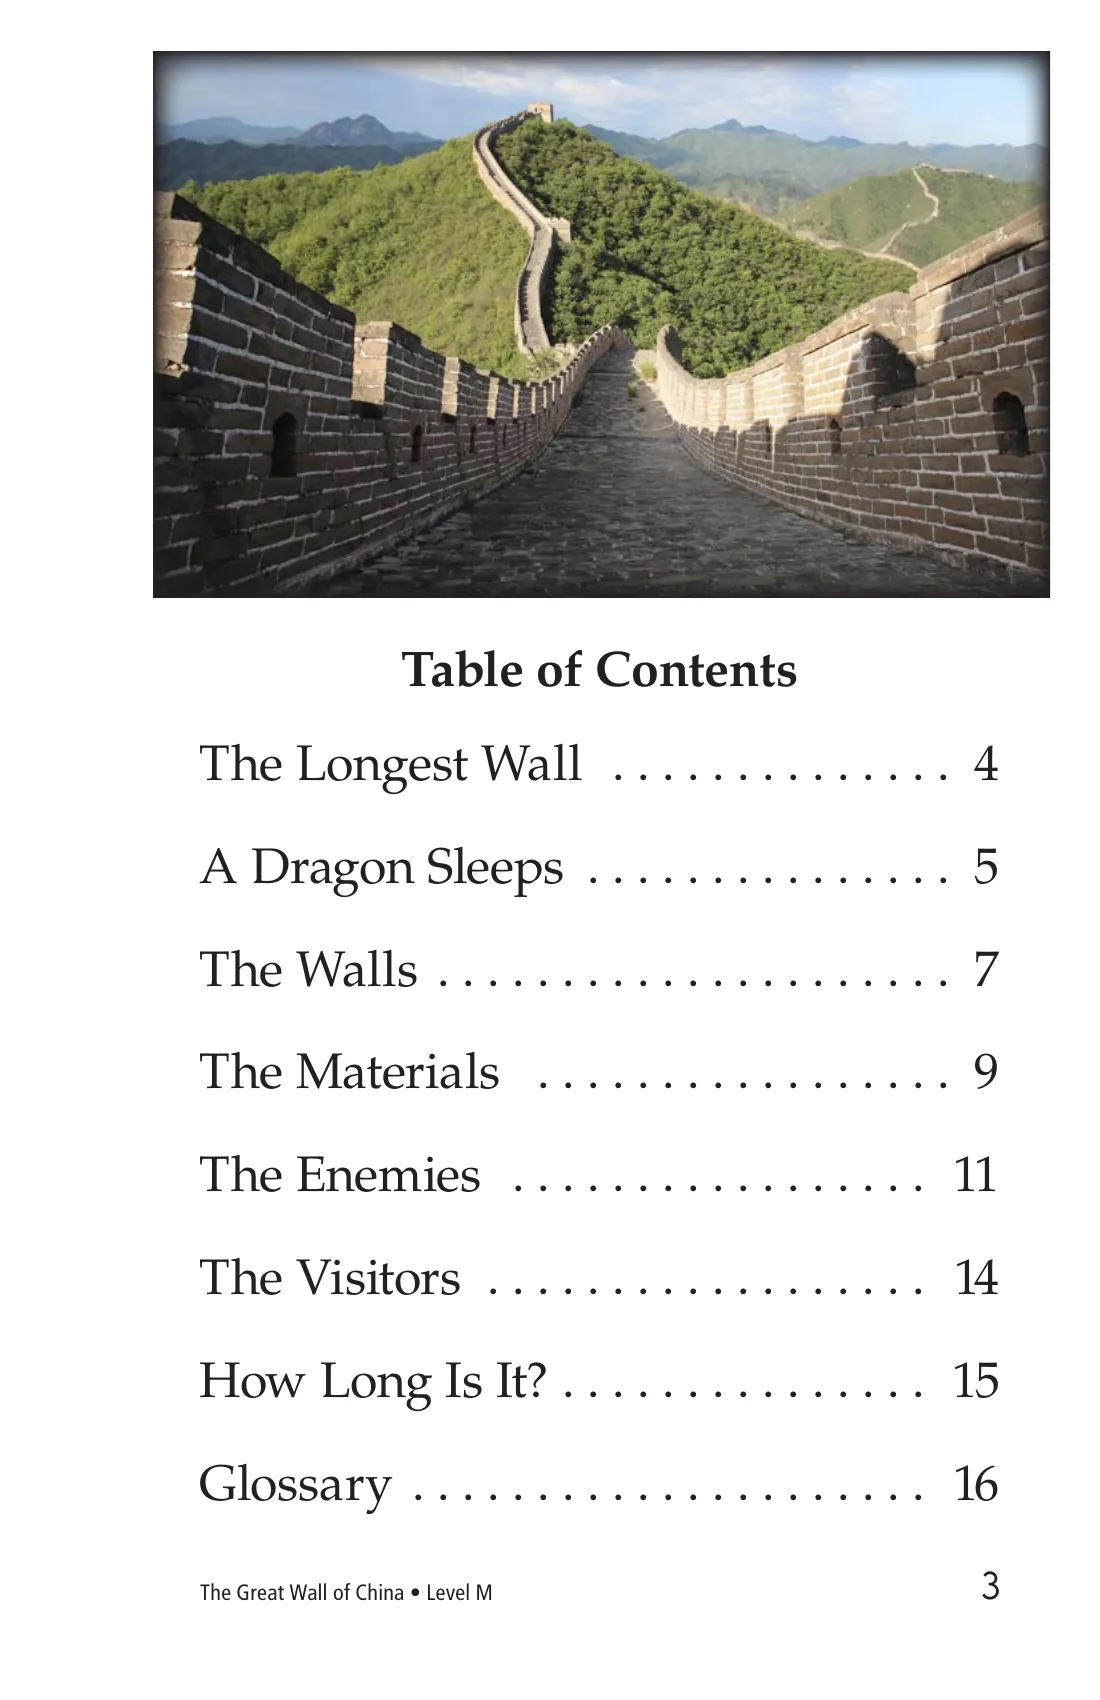 Table of Contents
The Longest Wall . . . . . . . . . . . . . . 4
A Dragon Sleeps . . . . . . . . . . . . . . . 5
The Walls . . . . . . . . . . . . . . . . . . . . . 7
The Materials . . . . . . . . . . . . . . . . . 9
The Enemies . . . . . . . . . . . . . . . . . 11
The Visitors . . . . . . . . . . . . . . . . . . 14
How Long Is It? . . . . . . . . . . . . . . . 15
Glossary . . . . . . . . . . . . . . . . . . . . . 16
The Great Wall of China • Level M 3